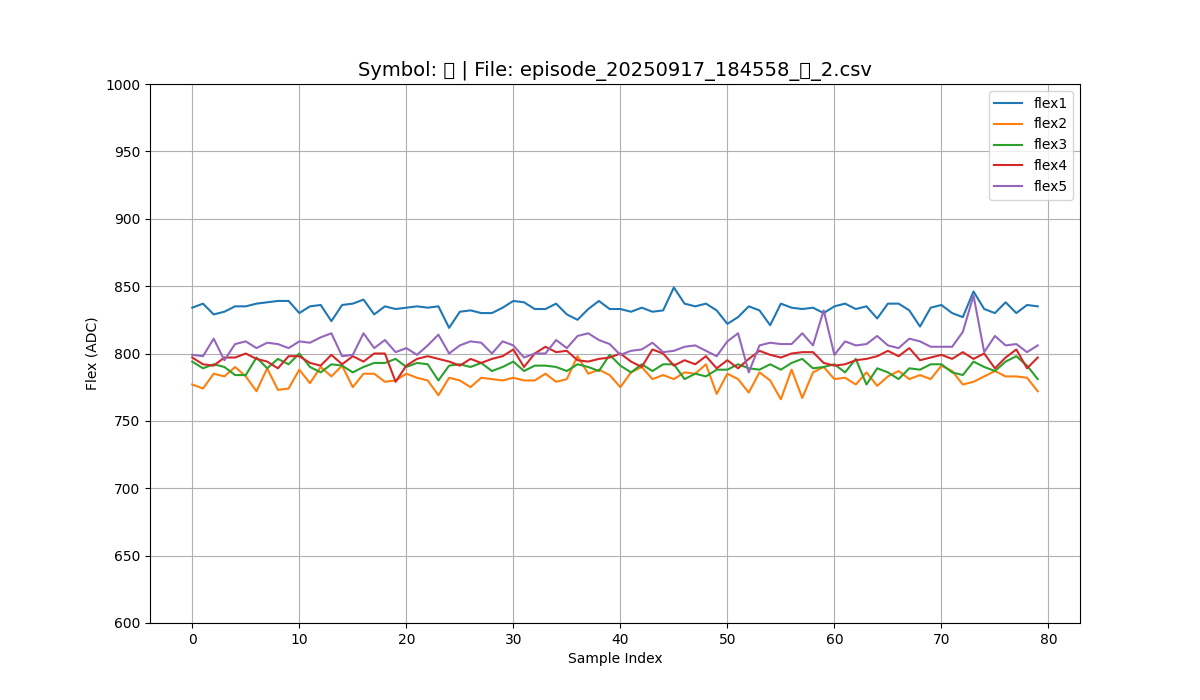 Symbol: | File: episode_20250917_184558_ _2.csv
1000
950
900
850
800
750
700
650
600
Flex (ADC)
0 10 20 30 40 50 60 70 80
Sample Index
flex1
flex2
flex3
flex4
flex5